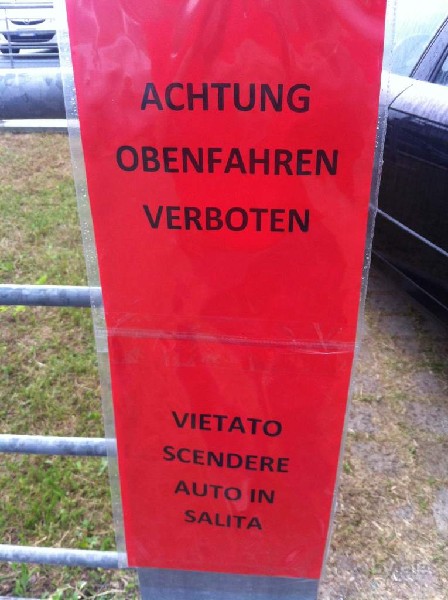 ACHTUNG
OBENFAHREN
VERBOTEN
VIETATO
SCENDERE
AUTO IN
SALITA